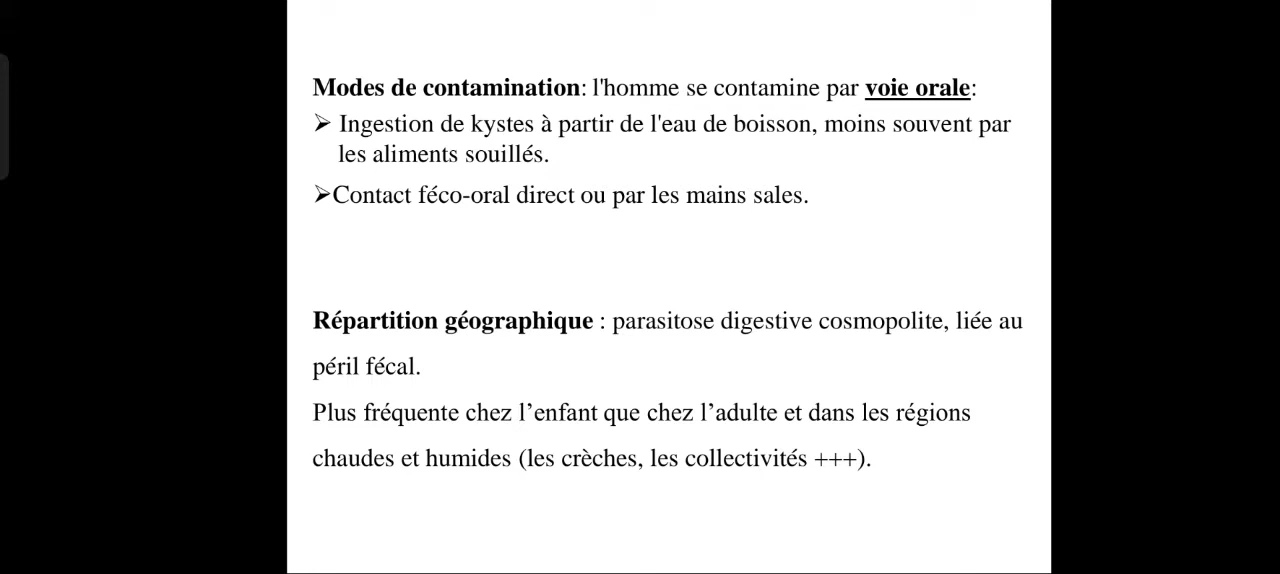 Modes de contamination: l'homme se contamine par voie orale:
➢ Ingestion de kystes à partir de l'eau de boisson, moins souvent par
les aliments souillés.
➢Contact féco-oral direct ou par les mains sales.
Répartition géographique : parasitose digestive cosmopolite, liée au
péril fécal.
Plus fréquente chez l’enfant que chez l’adulte et dans les régions
chaudes et humides (les crèches, les collectivités +++).